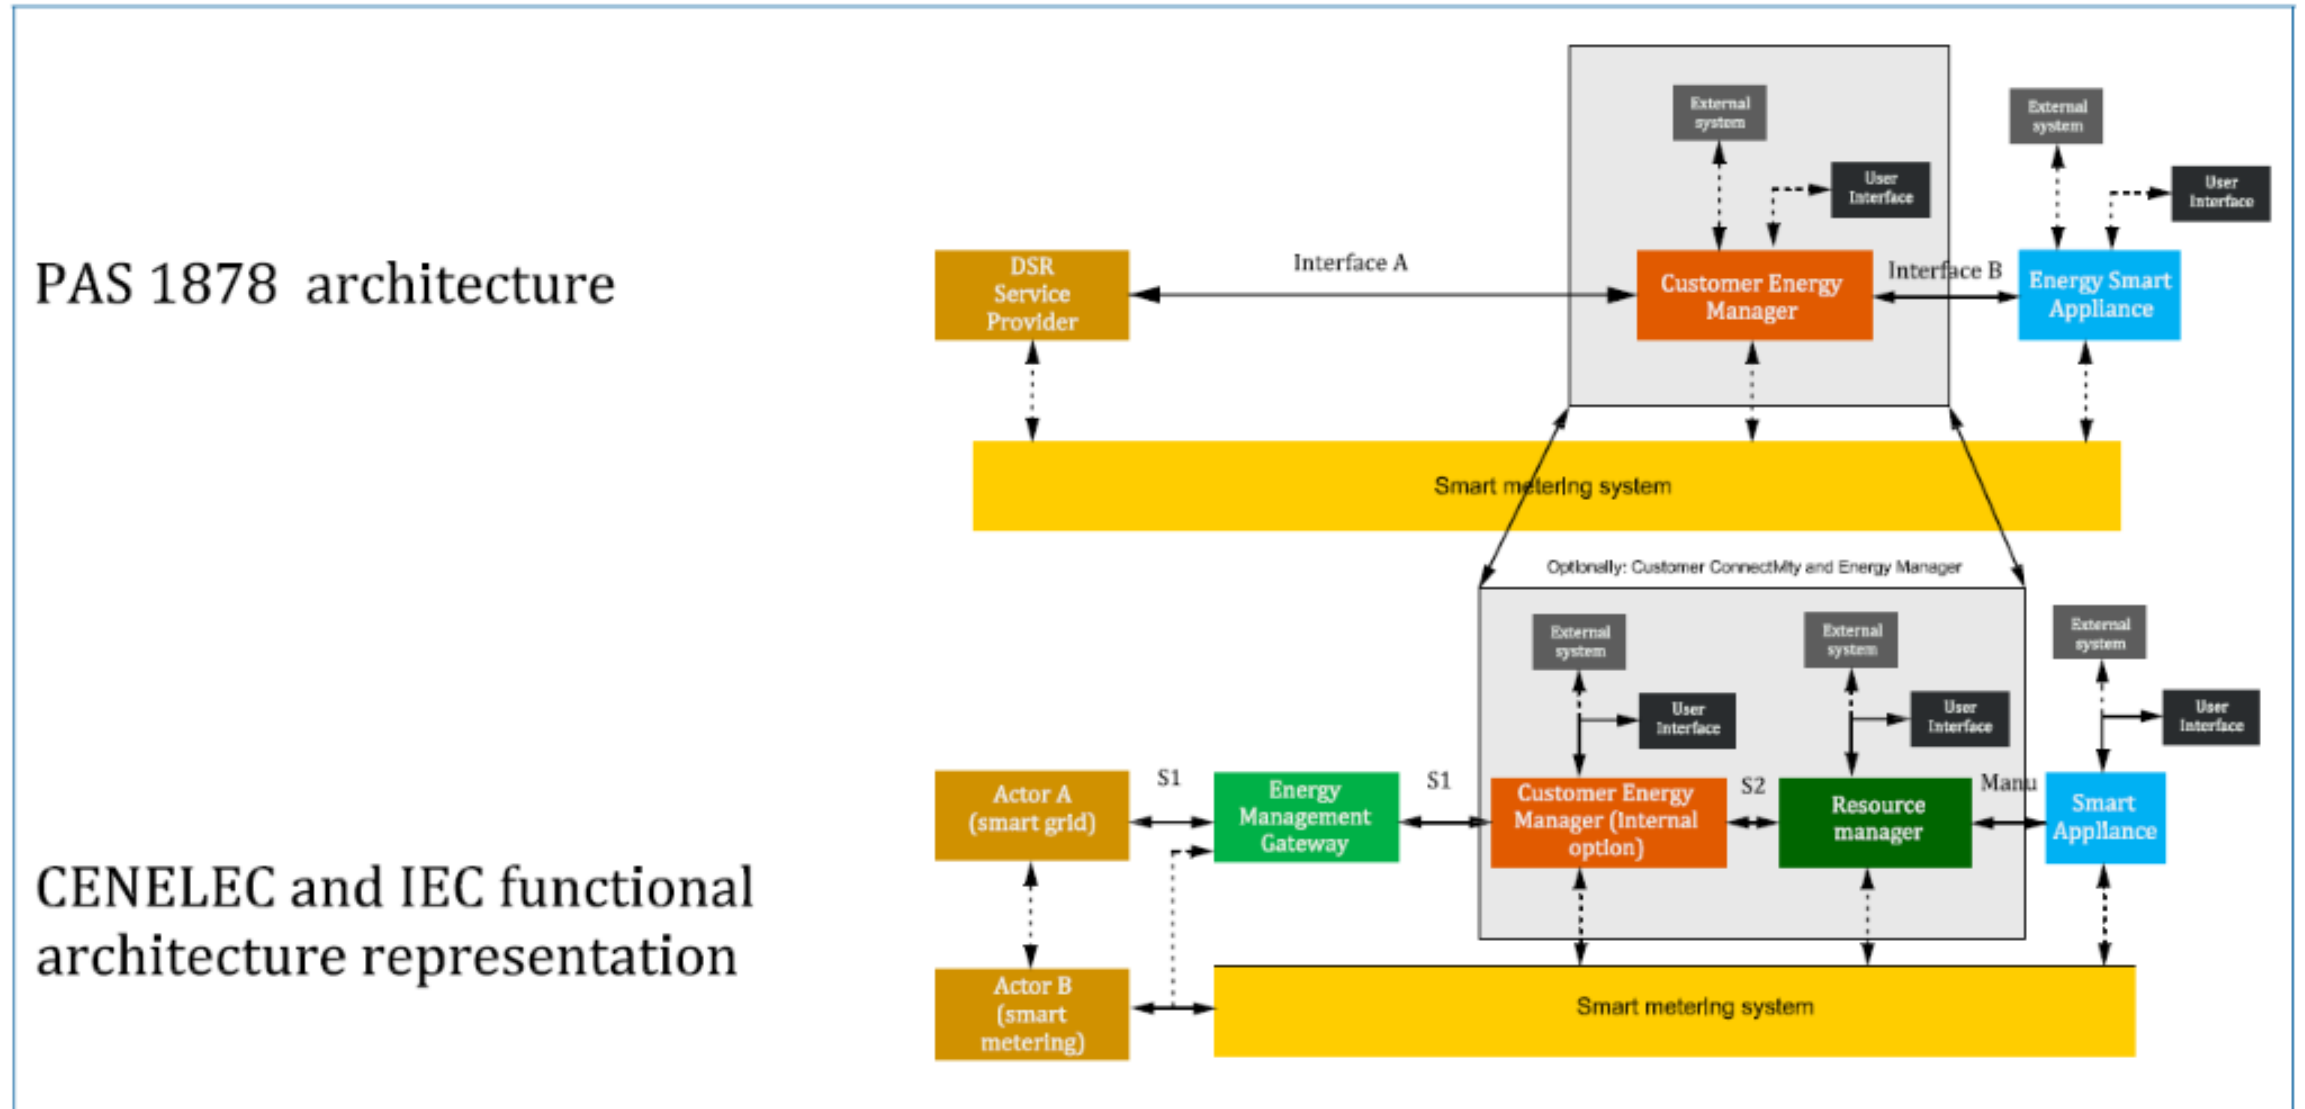 External
system
External
system
User
Interface
User
Interface
PAS 1878 architecture
DSR
Service
Provider
Interface A
Customer Energy
Manager
Interface B
Energy Smart
Appliance
Smart metering system
Optionally: Customer Connectivity and Energy Manager
External
system
External
system
External
system
User
Interface
User
Interface
User
Interface
CENELEC and IEC functional
architecture representation
Actor A
(smart grid)
S1
Energy
Management
Gateway
S1
Customer Energy
Manager (internal
option)
S2
Resource
manager
Manu
Smart
Appliance
Actor B
(smart
metering)
Smart metering system